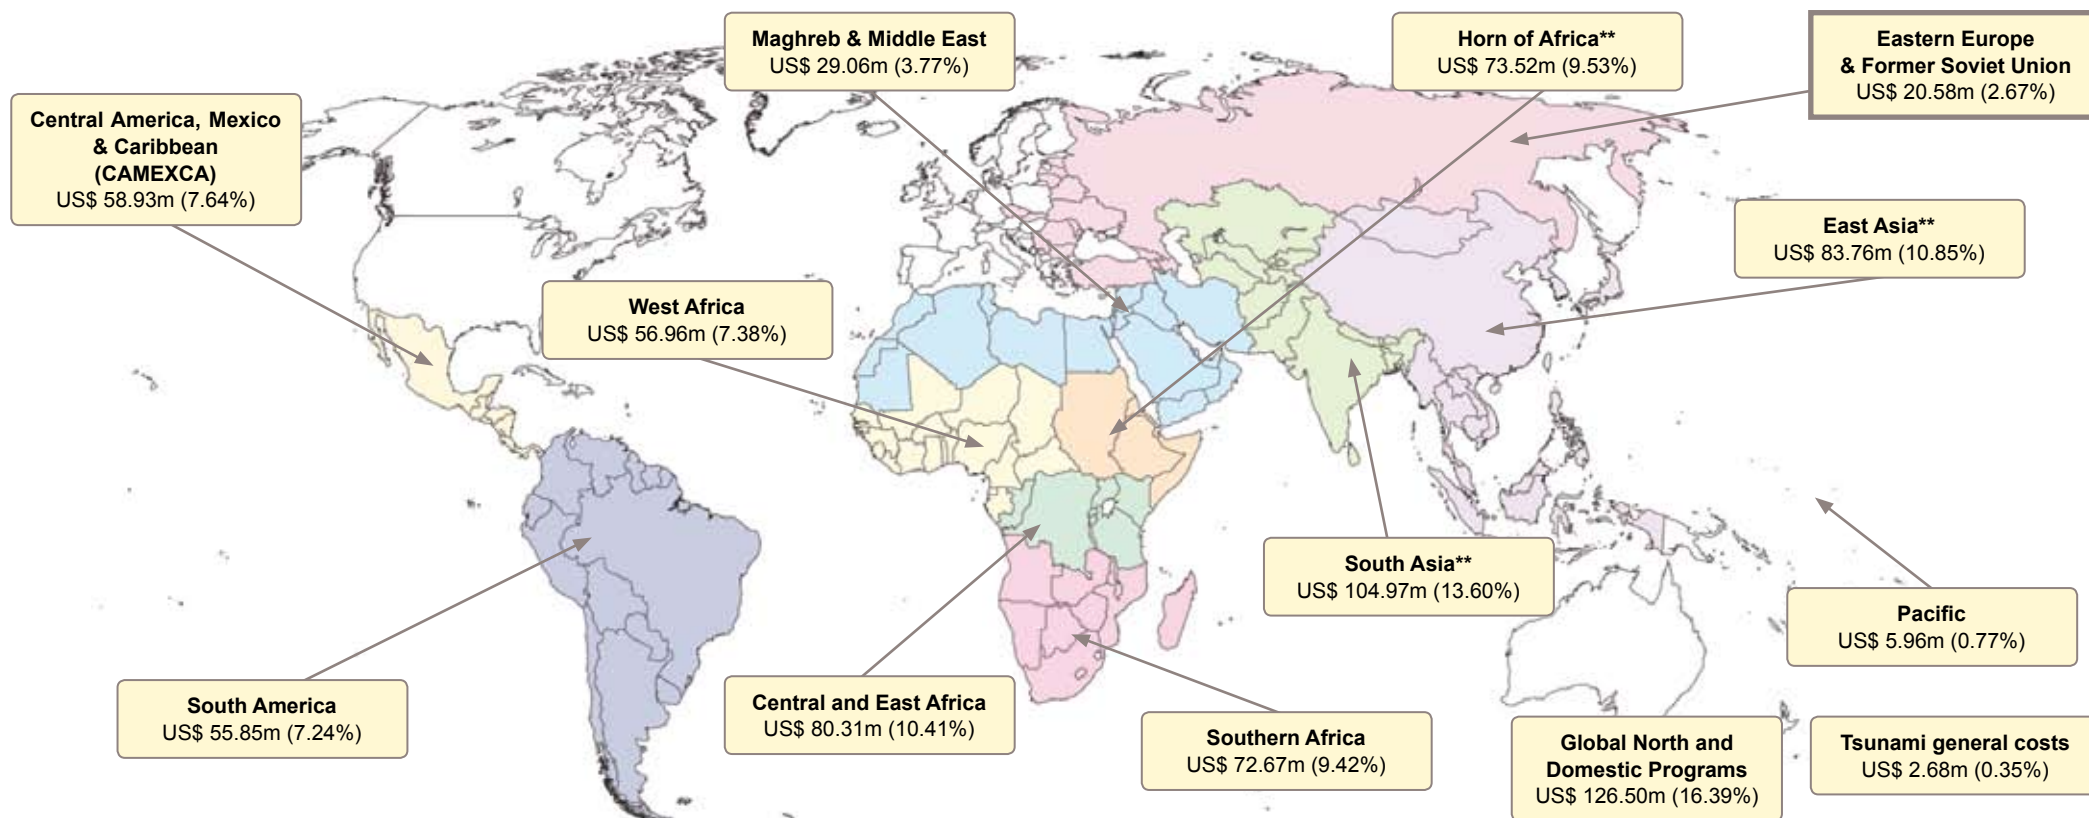 Maghreb & Middle East
US$ 29.06m (3.77%)
Horn of Africa**
US$ 73.52m (9.53%)
Eastern Europe
& Former Soviet Union
US$ 20.58m (2.67%)
Central America, Mexico
& Caribbean
(CAMEXCA)
US$ 58.93m (7.64%)
East Asia**
US$ 83.76m (10.85%)
West Africa
US$ 56.96m (7.38%)
South Asia**
US$ 104.97m (13.60%)
Pacific
US$ 5.96m (0.77%)
South America
US$ 55.85m (7.24%)
Central and East Africa
US$ 80.31m (10.41%)
Southern Africa
US$ 72.67m (9.42%)
Global North and
Domestic Programs
US$ 126.50m (16.39%)
Tsunami general costs
US$ 2.68m (0.35%)